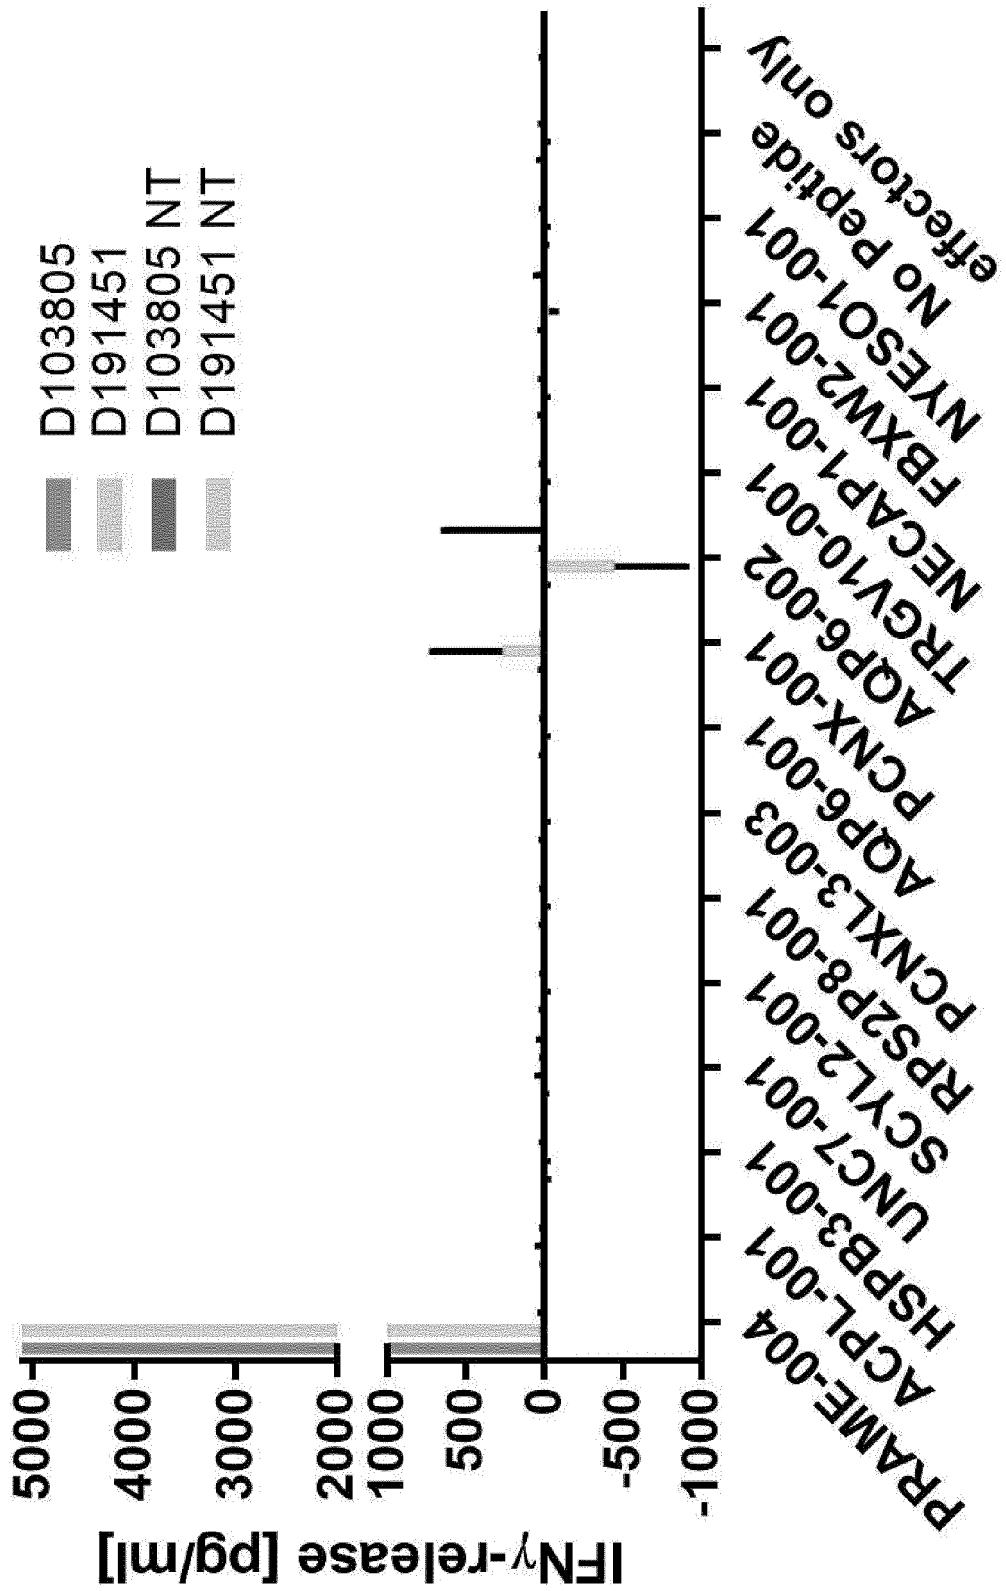 D103805
D191451
D103805 NT
D191451 NT
IFNγ-release [pg/ml]
5000
4000
3000
2000
1000
500
0
-500
-1000
PRAME-004
ACPL-001
HSPB3-001
UNC7-001
SCYL2-001
RPS2P8-001
PCNXL3-003
AQP6-001
PCNX-001
AQP6-002
TRGV10-001
NECAP1-001
FBXW2-001
NYESO1-001
No Peptide
effectors only